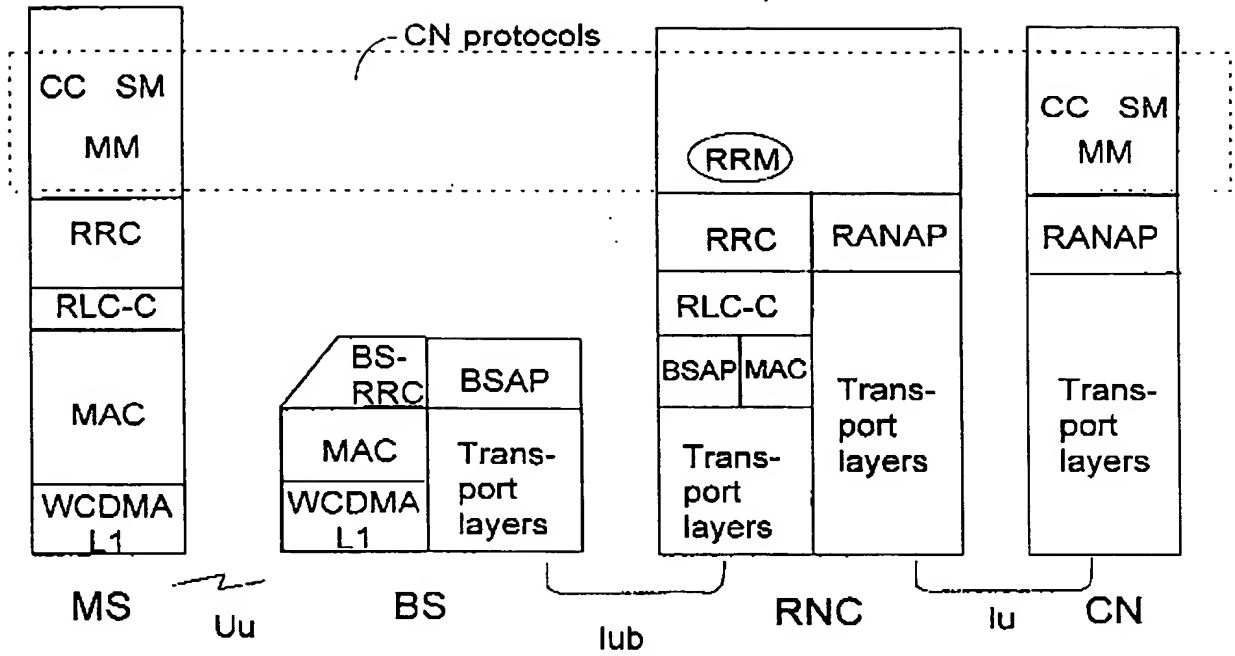 CN protocols
CC SM
MM
RRC
RLC-C
MAC
WCDMA
L1
MS
Uu
BS-
RRC
BSAP
MAC
Trans-
port
layers
WCDMA
L1
BS
Iub
RRM
RRC
RANAP
RLC-C
BSAP
MAC
Trans-
port
layers
Trans-
port
layers
RNC
Iu
CC SM
MM
RANAP
Trans-
port
layers
CN